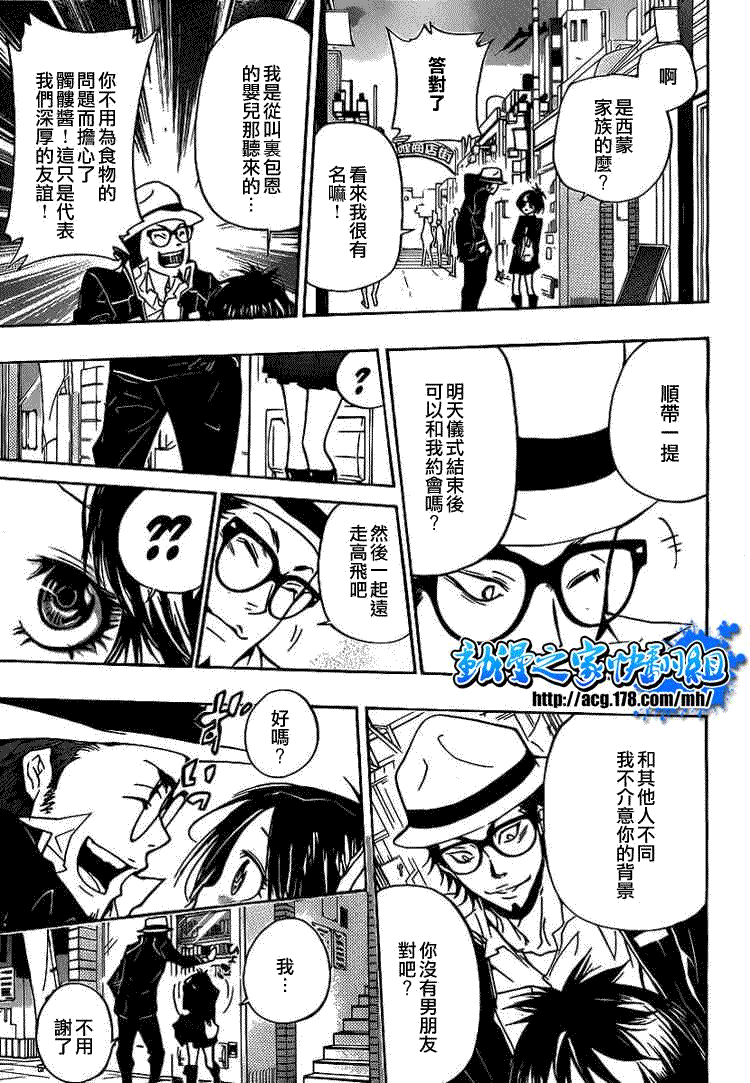 啊
是西蒙
家族的麼?
答對了
看來我很有
名嘛!
我是從叫裏包恩
的嬰兒那聽來的…
你不用為食物的
問題而擔心了
髑髏醬!這只是代表
我們深厚的友誼!
商店街
順帶一提
明天儀式結束後
可以和我約會嗎?
?
然後一起遠
走高飛吧
??
動漫之家快翻組
http://acg.178.com/mh/
和其他人不同
我不介意你的背景
你沒有男朋友
對吧?
好嗎?
我…
不用
謝了